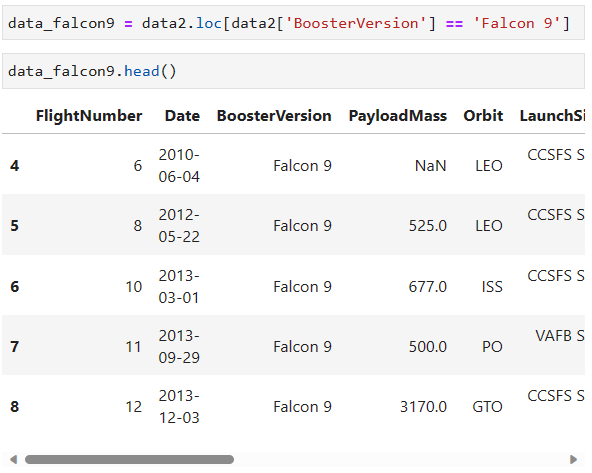 data_falcon9 = data2.loc[data2['BoosterVersion'] == 'Falcon 9']
data_falcon9.head()
FlightNumber Date BoosterVersion PayloadMass Orbit LaunchSi
4 6 2010-06-04 Falcon 9 NaN LEO CCSFS S
5 8 2012-05-22 Falcon 9 525.0 LEO CCSFS S
6 10 2013-03-01 Falcon 9 677.0 ISS CCSFS S
7 11 2013-09-29 Falcon 9 500.0 PO VAFB S
8 12 2013-12-03 Falcon 9 3170.0 GTO CCSFS S